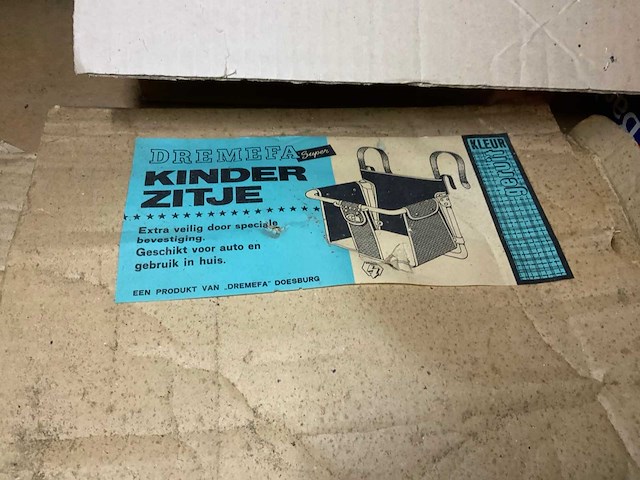 DREMEFA Super
KINDER
ZITJE
Extra veilig door speciale
bevestiging.
Geschikt voor auto en
gebruik in huis.
EEN PRODUKT VAN „DREMEFA" DOESBURG
KLEUR
geruit